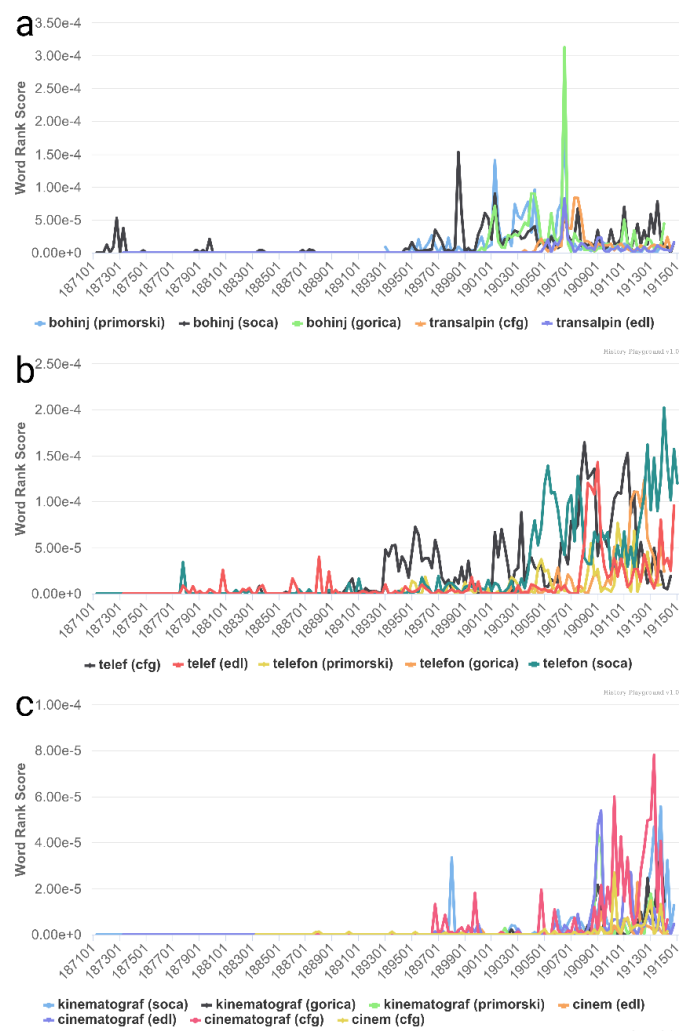 a
3.50e-4
3.00e-4
2.50e-4
2.00e-4
1.50e-4
1.00e-4
5.00e-5
0.00e+0
Word Rank Score
187101 187301 187501 187701 187901 188101 188301 188501 188701 188901 189101 189301 189501 189701 189901 190101 190301 190501 190701 190901 191101 191301 191501
bohinj (primorski) bohinj (soca) bohinj (gorica) transalpin (cfg) transalpin (edl)
History Playground v1.0
b
2.50e-4
2.00e-4
1.50e-4
1.00e-4
5.00e-5
0.00e+0
Word Rank Score
187101 187301 187501 187701 187901 188101 188301 188501 188701 188901 189101 189301 189501 189701 189901 190101 190301 190501 190701 190901 191101 191301 191501
telef (cfg) telef (edl) telefon (primorski) telefon (gorica) telefon (soca)
History Playground v1.0
c
1.00e-4
8.00e-5
6.00e-5
4.00e-5
2.00e-5
0.00e+0
Word Rank Score
187101 187301 187501 187701 187901 188101 188301 188501 188701 188901 189101 189301 189501 189701 189901 190101 190301 190501 190701 190901 191101 191301 191501
kinematograf (soca) kinematograf (gorica) kinematograf (primorski) cinem (edl)
cinematograf (edl) cinematograf (cfg) cinem (cfg)